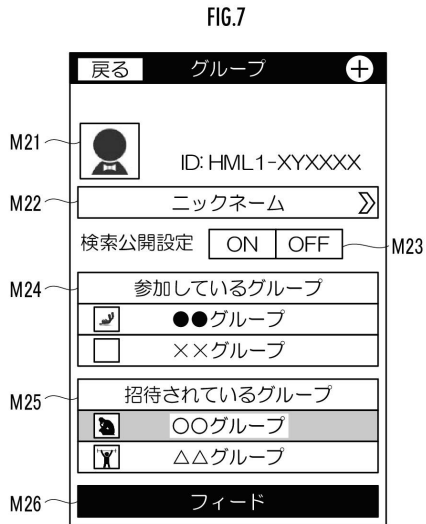 FIG.7
戻る グループ
M21
ID: HML1-XYXXXX
M22 ニックネーム
検索公開設定 ON OFF M23
M24 参加しているグループ
●●グループ
××グループ
M25 招待されているグループ
○○グループ
△△グループ
M26 フィード